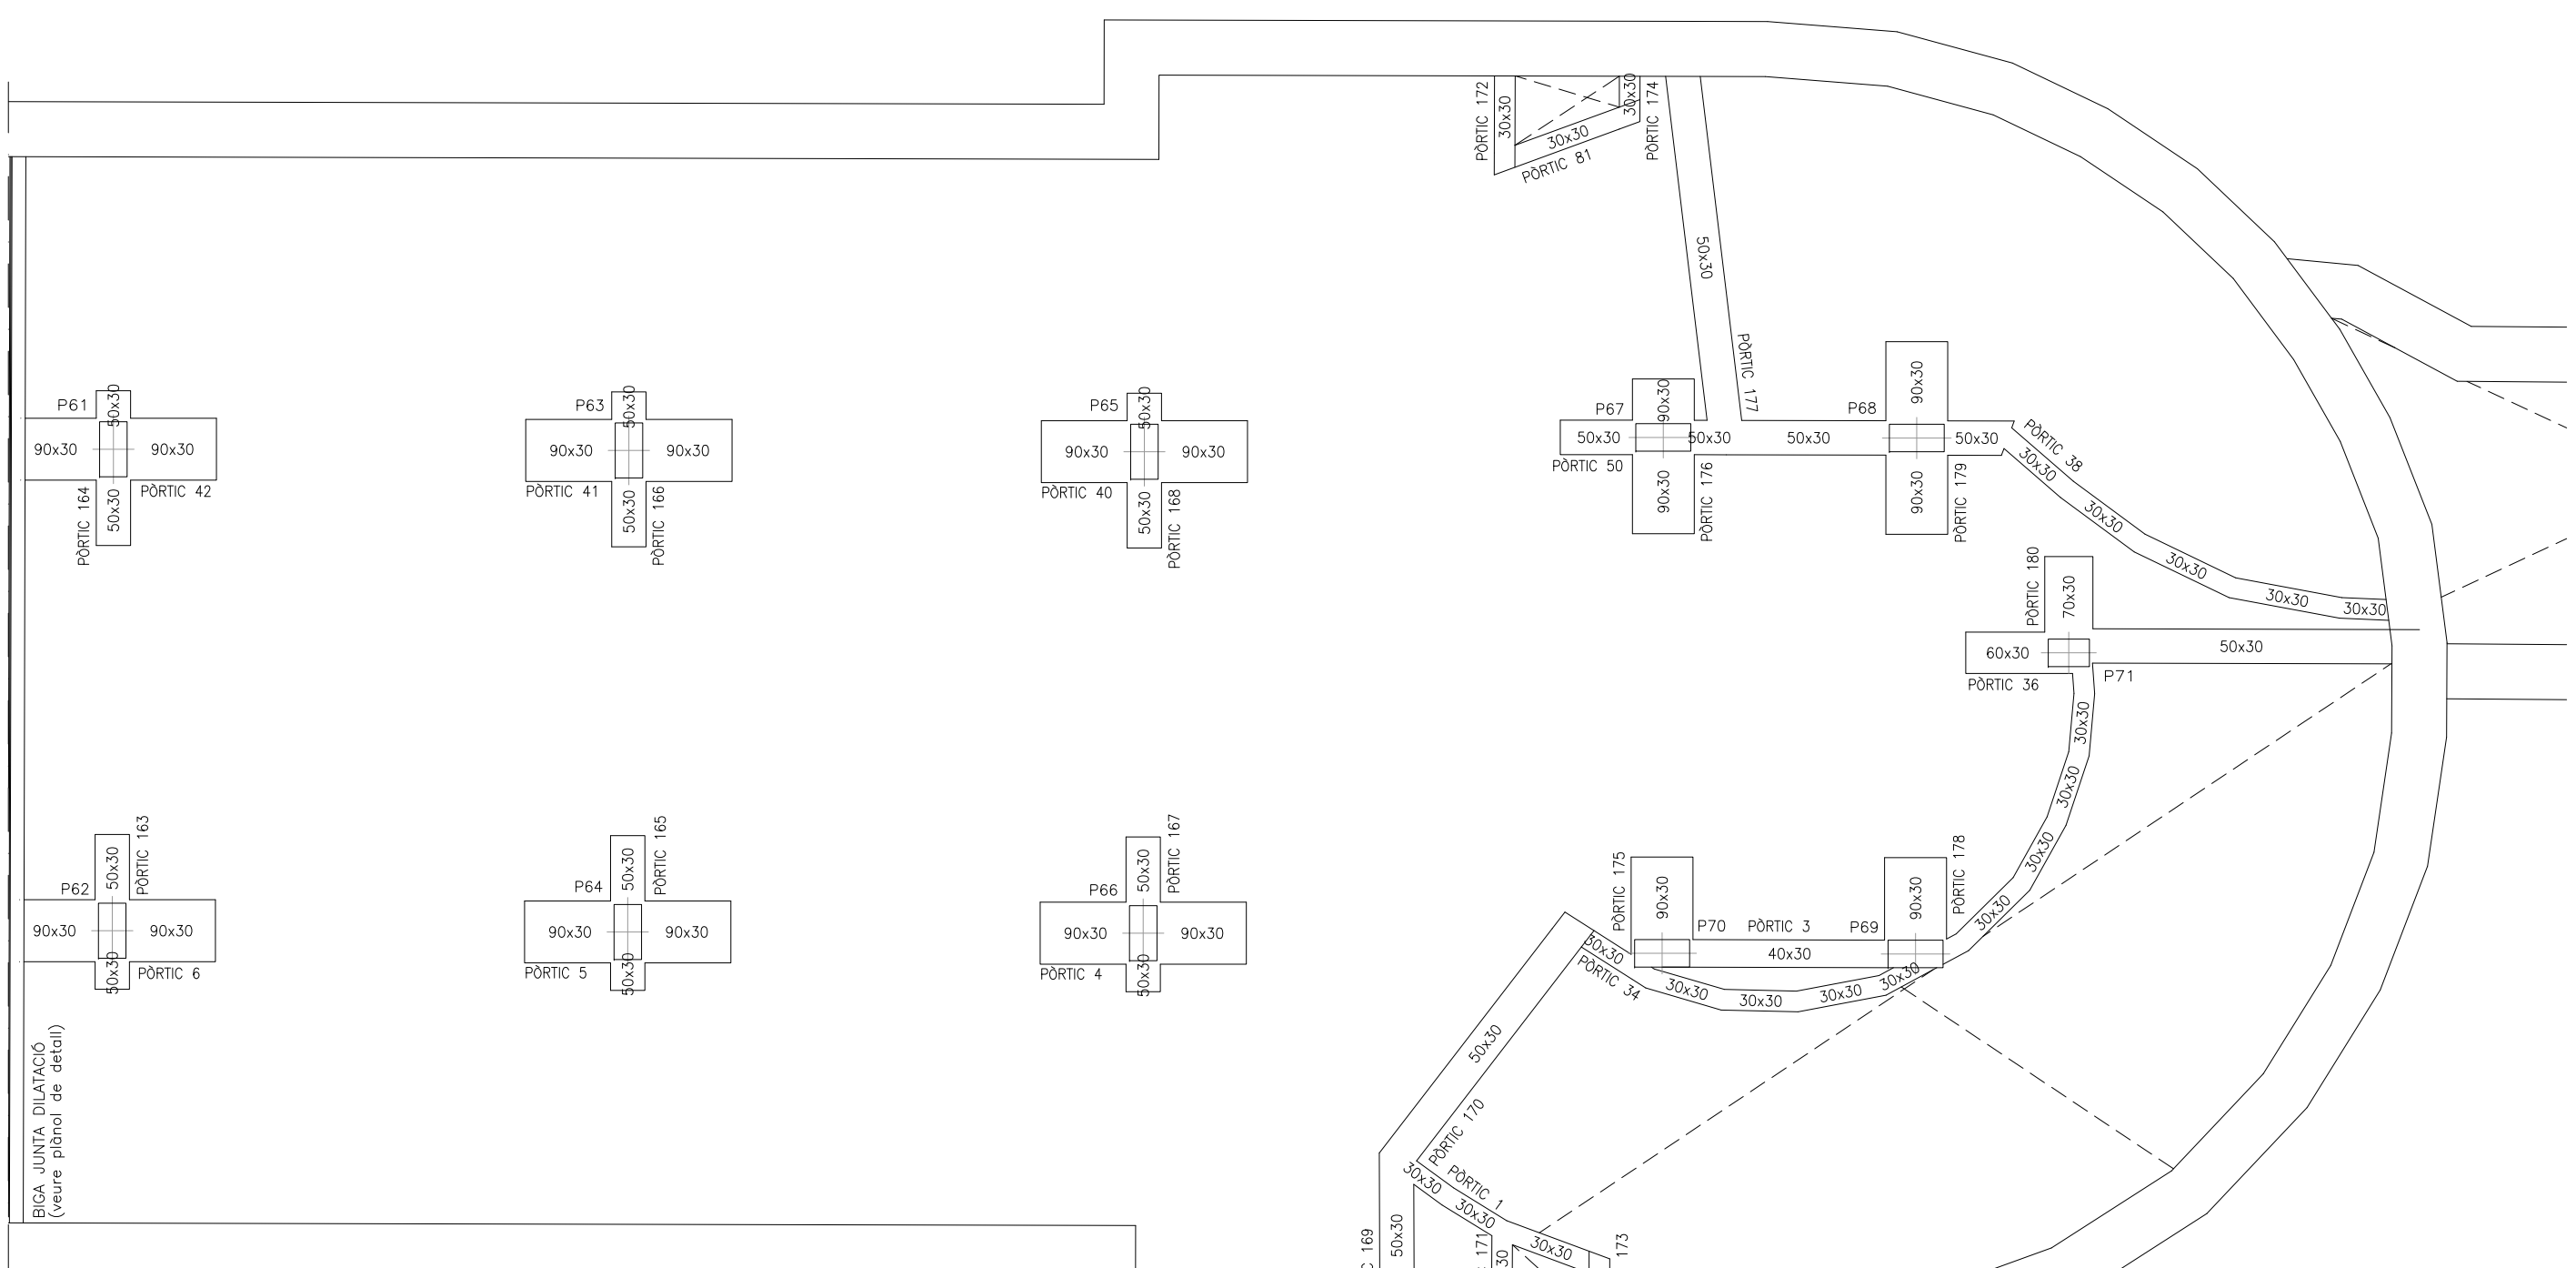 PÒRTIC 172
30x30
30x30
PÒRTIC 174
30x30
PÒRTIC 81
50x30
PÒRTIC 177
P61
50x30
90x30
90x30
PÒRTIC 164
50x30
PÒRTIC 42
P63
50x30
90x30
90x30
PÒRTIC 41
50x30
PÒRTIC 166
P65
50x30
90x30
90x30
PÒRTIC 40
50x30
PÒRTIC 168
P67
90x30
50x30
50x30
50x30
PÒRTIC 50
90x30
PÒRTIC 176
P68
90x30
50x30
90x30
PÒRTIC 179
PÒRTIC 38
30x30
30x30
30x30
30x30
30x30
PÒRTIC 180
70x30
60x30
50x30
PÒRTIC 36
P71
30x30
30x30
30x30
30x30
P62
50x30
PÒRTIC 163
90x30
90x30
50x30
PÒRTIC 6
P64
50x30
PÒRTIC 165
90x30
90x30
PÒRTIC 5
50x30
P66
50x30
PÒRTIC 167
90x30
90x30
PÒRTIC 4
50x30
PÒRTIC 175
90x30
P70
PÒRTIC 3
P69
90x30
PÒRTIC 178
40x30
30x30
PÒRTIC 34
30x30
30x30
30x30
30x30
50x30
PÒRTIC 170
BIGA JUNTA DILATACIÓ
(veure plànol de detall)
30x30
PÒRTIC 1
30x30
30x30
50x30
C 169
171
30
173